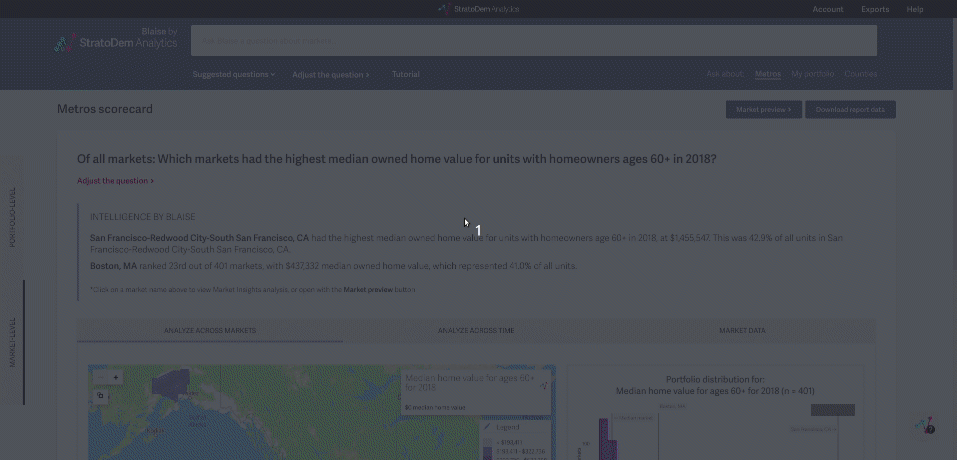 StratoDem Analytics
Account Exports Help
Blaise by
StratoDem Analytics
Suggested questions Adjust the question > Tutorial
Ask about: Metros My portfolio Counties
Metros scorecard
Market preview > Download report data
Of all markets: Which markets had the highest median owned home value for units with homeowners ages 60+ in 2018?
Adjust the question >
PORTFOLIO-LEVEL
MARKET-LEVEL
1
INTELLIGENCE BY BLAISE
San Francisco-Redwood City-South San Francisco, CA had the highest median owned home value for units with homeowners age 60+ in 2018, at $1,455,547. This was 42.9% of all units in San
Francisco-Redwood City-South San Francisco, CA.
Boston, MA ranked 23rd out of 401 markets, with $437,332 median owned home value, which represented 41.0% of all units.
*Click on a market name above to view Market Insights analysis, or open with the Market preview button
ANALYZE ACROSS MARKETS ANALYZE ACROSS TIME MARKET DATA
Median home value for ages 60+
for 2018
median home value
Legend
Portfolio distribution for:
Median home value for ages 60+ for 2018 (n = 401)